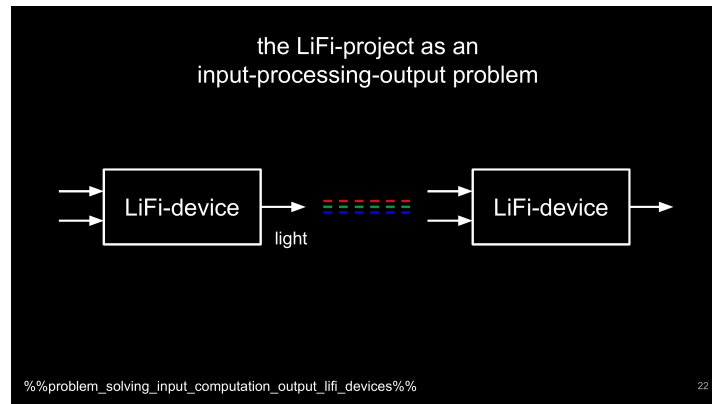 the LiFi-project as an
input-processing-output problem
LiFi-device
LiFi-device
light
%%problem_solving_input_computation_output_lifi_devices%%
22